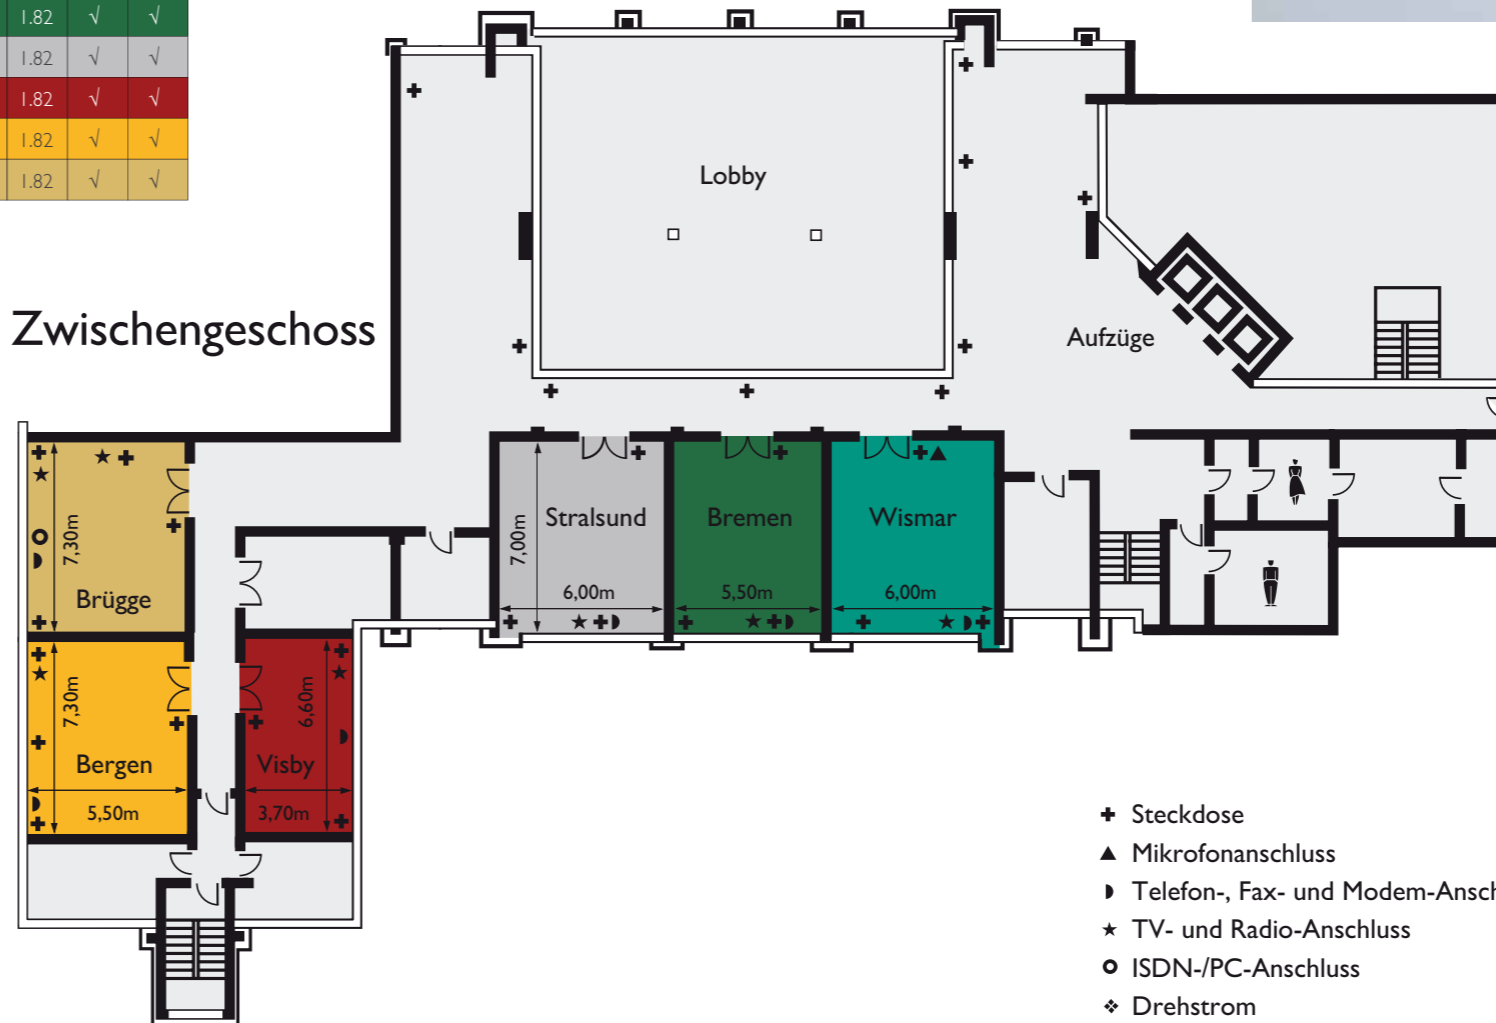 1.82 √ √
1.82 √ √
1.82 √ √
1.82 √ √
1.82 √ √
Lobby
Zwischengeschoss
Aufzüge
7,30m
Brügge
7,00m
Stralsund
6,00m
Bremen
5,50m
Wismar
6,00m
7,30m
Bergen
5,50m
6,60m
Visby
3,70m
Steckdose
Mikrofonanschluss
Telefon-, Fax- und Modem-Ansch
TV- und Radio-Anschluss
ISDN-/PC-Anschluss
Drehstrom